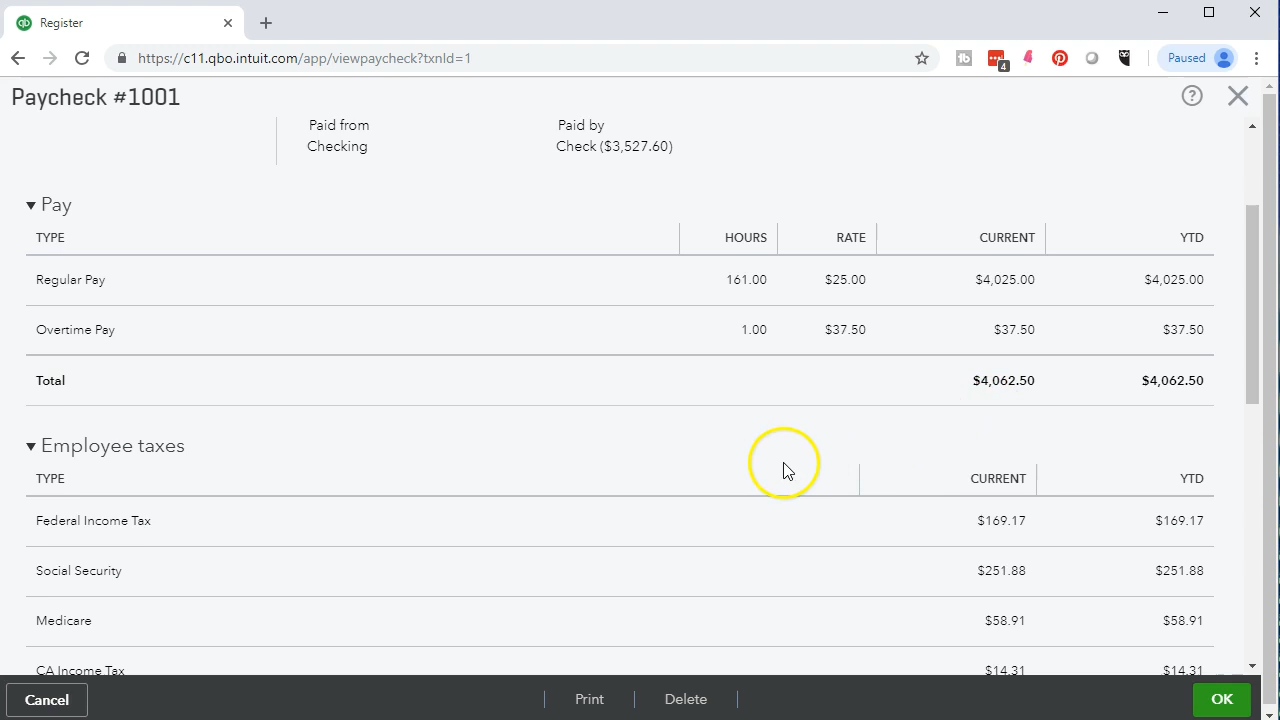 Register
https://c11.qbo.intuit.com/app/viewpaycheck?txnId=1
4
Paused
Paycheck #1001
Paid from Paid by
Checking Check ($3,527.60)
Pay
TYPE HOURS RATE CURRENT YTD
Regular Pay 161.00 $25.00 $4,025.00 $4,025.00
Overtime Pay 1.00 $37.50 $37.50 $37.50
Total $4,062.50 $4,062.50
Employee taxes
TYPE CURRENT YTD
Federal Income Tax $169.17 $169.17
Social Security $251.88 $251.88
Medicare $58.91 $58.91
CA Income Tax $14.31 $14.31
Cancel Print Delete OK